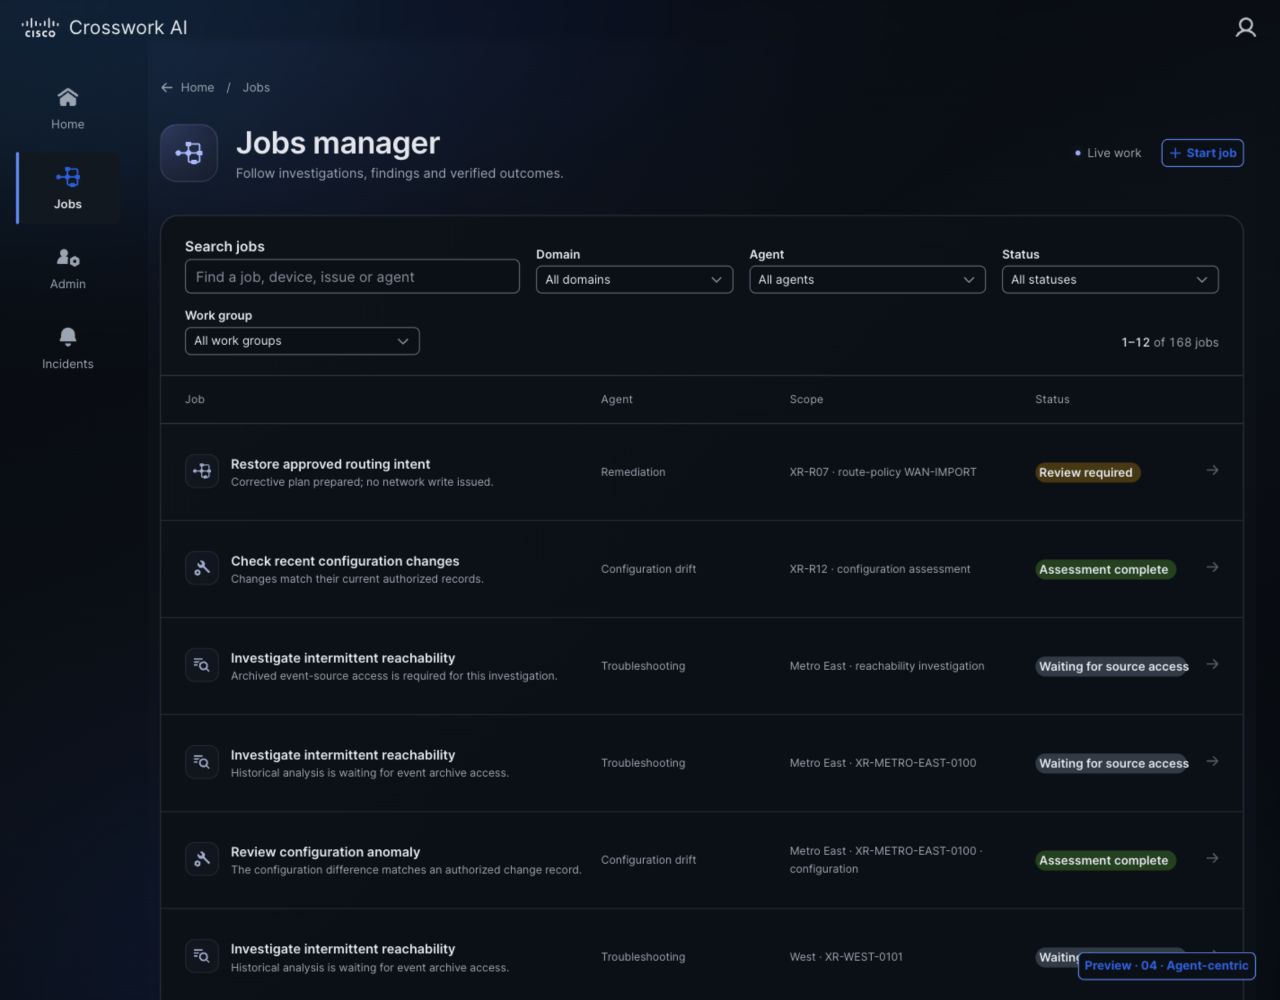 CISCO Crosswork AI
Home
Jobs
Admin
Incidents
Home / Jobs
Jobs manager
Follow investigations, findings and verified outcomes.
Live work
Start job
Search jobs
Find a job, device, issue or agent
Domain
All domains
Agent
All agents
Status
All statuses
Work group
All work groups
1–12 of 168 jobs
Job Agent Scope Status
Restore approved routing intent
Corrective plan prepared; no network write issued.
Remediation
XR-R07 · route-policy WAN-IMPORT
Review required
Check recent configuration changes
Changes match their current authorized records.
Configuration drift
XR-R12 · configuration assessment
Assessment complete
Investigate intermittent reachability
Archived event-source access is required for this investigation.
Troubleshooting
Metro East · reachability investigation
Waiting for source access
Investigate intermittent reachability
Historical analysis is waiting for event archive access.
Troubleshooting
Metro East · XR-METRO-EAST-0100
Waiting for source access
Review configuration anomaly
The configuration difference matches an authorized change record.
Configuration drift
Metro East · XR-METRO-EAST-0100 ·
configuration
Assessment complete
Investigate intermittent reachability
Historical analysis is waiting for event archive access.
Troubleshooting
West · XR-WEST-0101
Waiting
Preview · 04 · Agent-centric